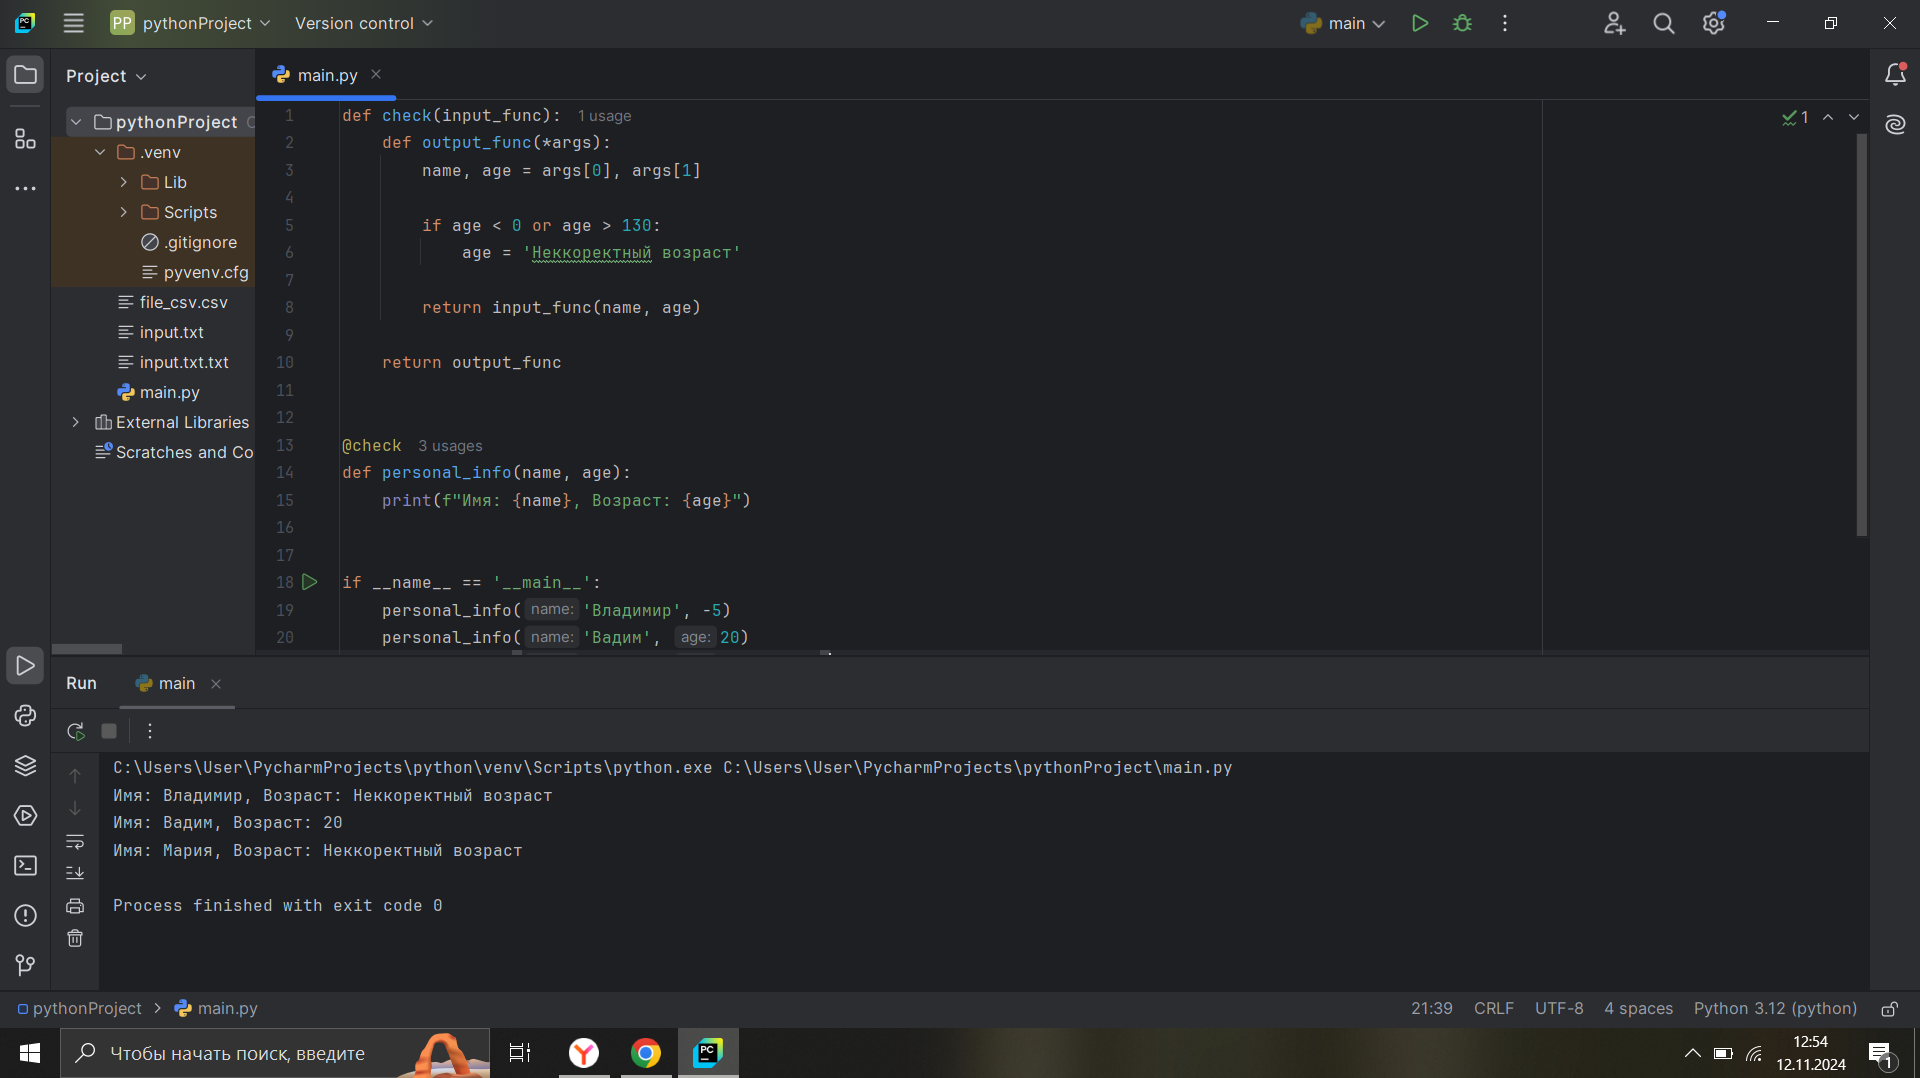 PC
PP pythonProject Version control main
Project main.py
pythonProject
.venv
Lib
Scripts
.gitignore
pyvenv.cfg
file_csv.csv
input.txt
input.txt.txt
main.py
External Libraries
Scratches and Co
1 def check(input_func): 1 usage
2 def output_func(*args):
3 name, age = args[0], args[1]
4
5 if age < 0 or age > 130:
6 age = 'Неккоректный возраст'
7
8 return input_func(name, age)
9
10 return output_func
11
12
13 @check 3 usages
14 def personal_info(name, age):
15 print(f"Имя: {name}, Возраст: {age}")
16
17
18 if __name__ == '__main__':
19 personal_info( name: 'Владимир', -5)
20 personal_info( name: 'Вадим', age: 20)
1
Run main
C:\Users\User\PycharmProjects\python\venv\Scripts\python.exe C:\Users\User\PycharmProjects\pythonProject\main.py
Имя: Владимир, Возраст: Неккоректный возраст
Имя: Вадим, Возраст: 20
Имя: Мария, Возраст: Неккоректный возраст
Process finished with exit code 0
pythonProject > main.py 21:39 CRLF UTF-8 4 spaces Python 3.12 (python)
Чтобы начать поиск, введите
PC
12:54
12.11.2024
1